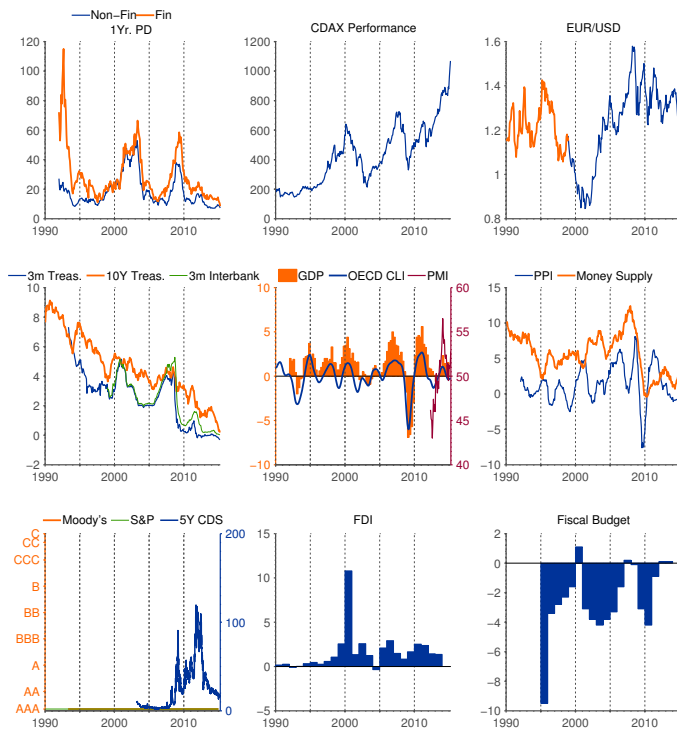 Non−Fin Fin
1Yr. PD
CDAX Performance
EUR/USD
120
100
80
60
40
20
0
1990 2000 2010
1200
1000
800
600
400
200
0
1990 2000 2010
1.6
1.4
1.2
1
0.8
1990 2000 2010
3m Treas. 10Y Treas. 3m Interbank
GDP OECD CLI PMI
PPI Money Supply
10
8
6
4
2
0
−2
1990 2000 2010
10
5
0
−5
−10
60
55
50
45
40
1990 2000 2010
15
10
5
0
−5
−10
1990 2000 2010
Moody's S&P 5Y CDS
FDI
Fiscal Budget
C
CC
CCC
B
BB
BBB
A
AA
AAA
200
100
0
1990 2000 2010
15
10
5
0
−5
1990 2000 2010
2
0
−2
−4
−6
−8
−10
1990 2000 2010